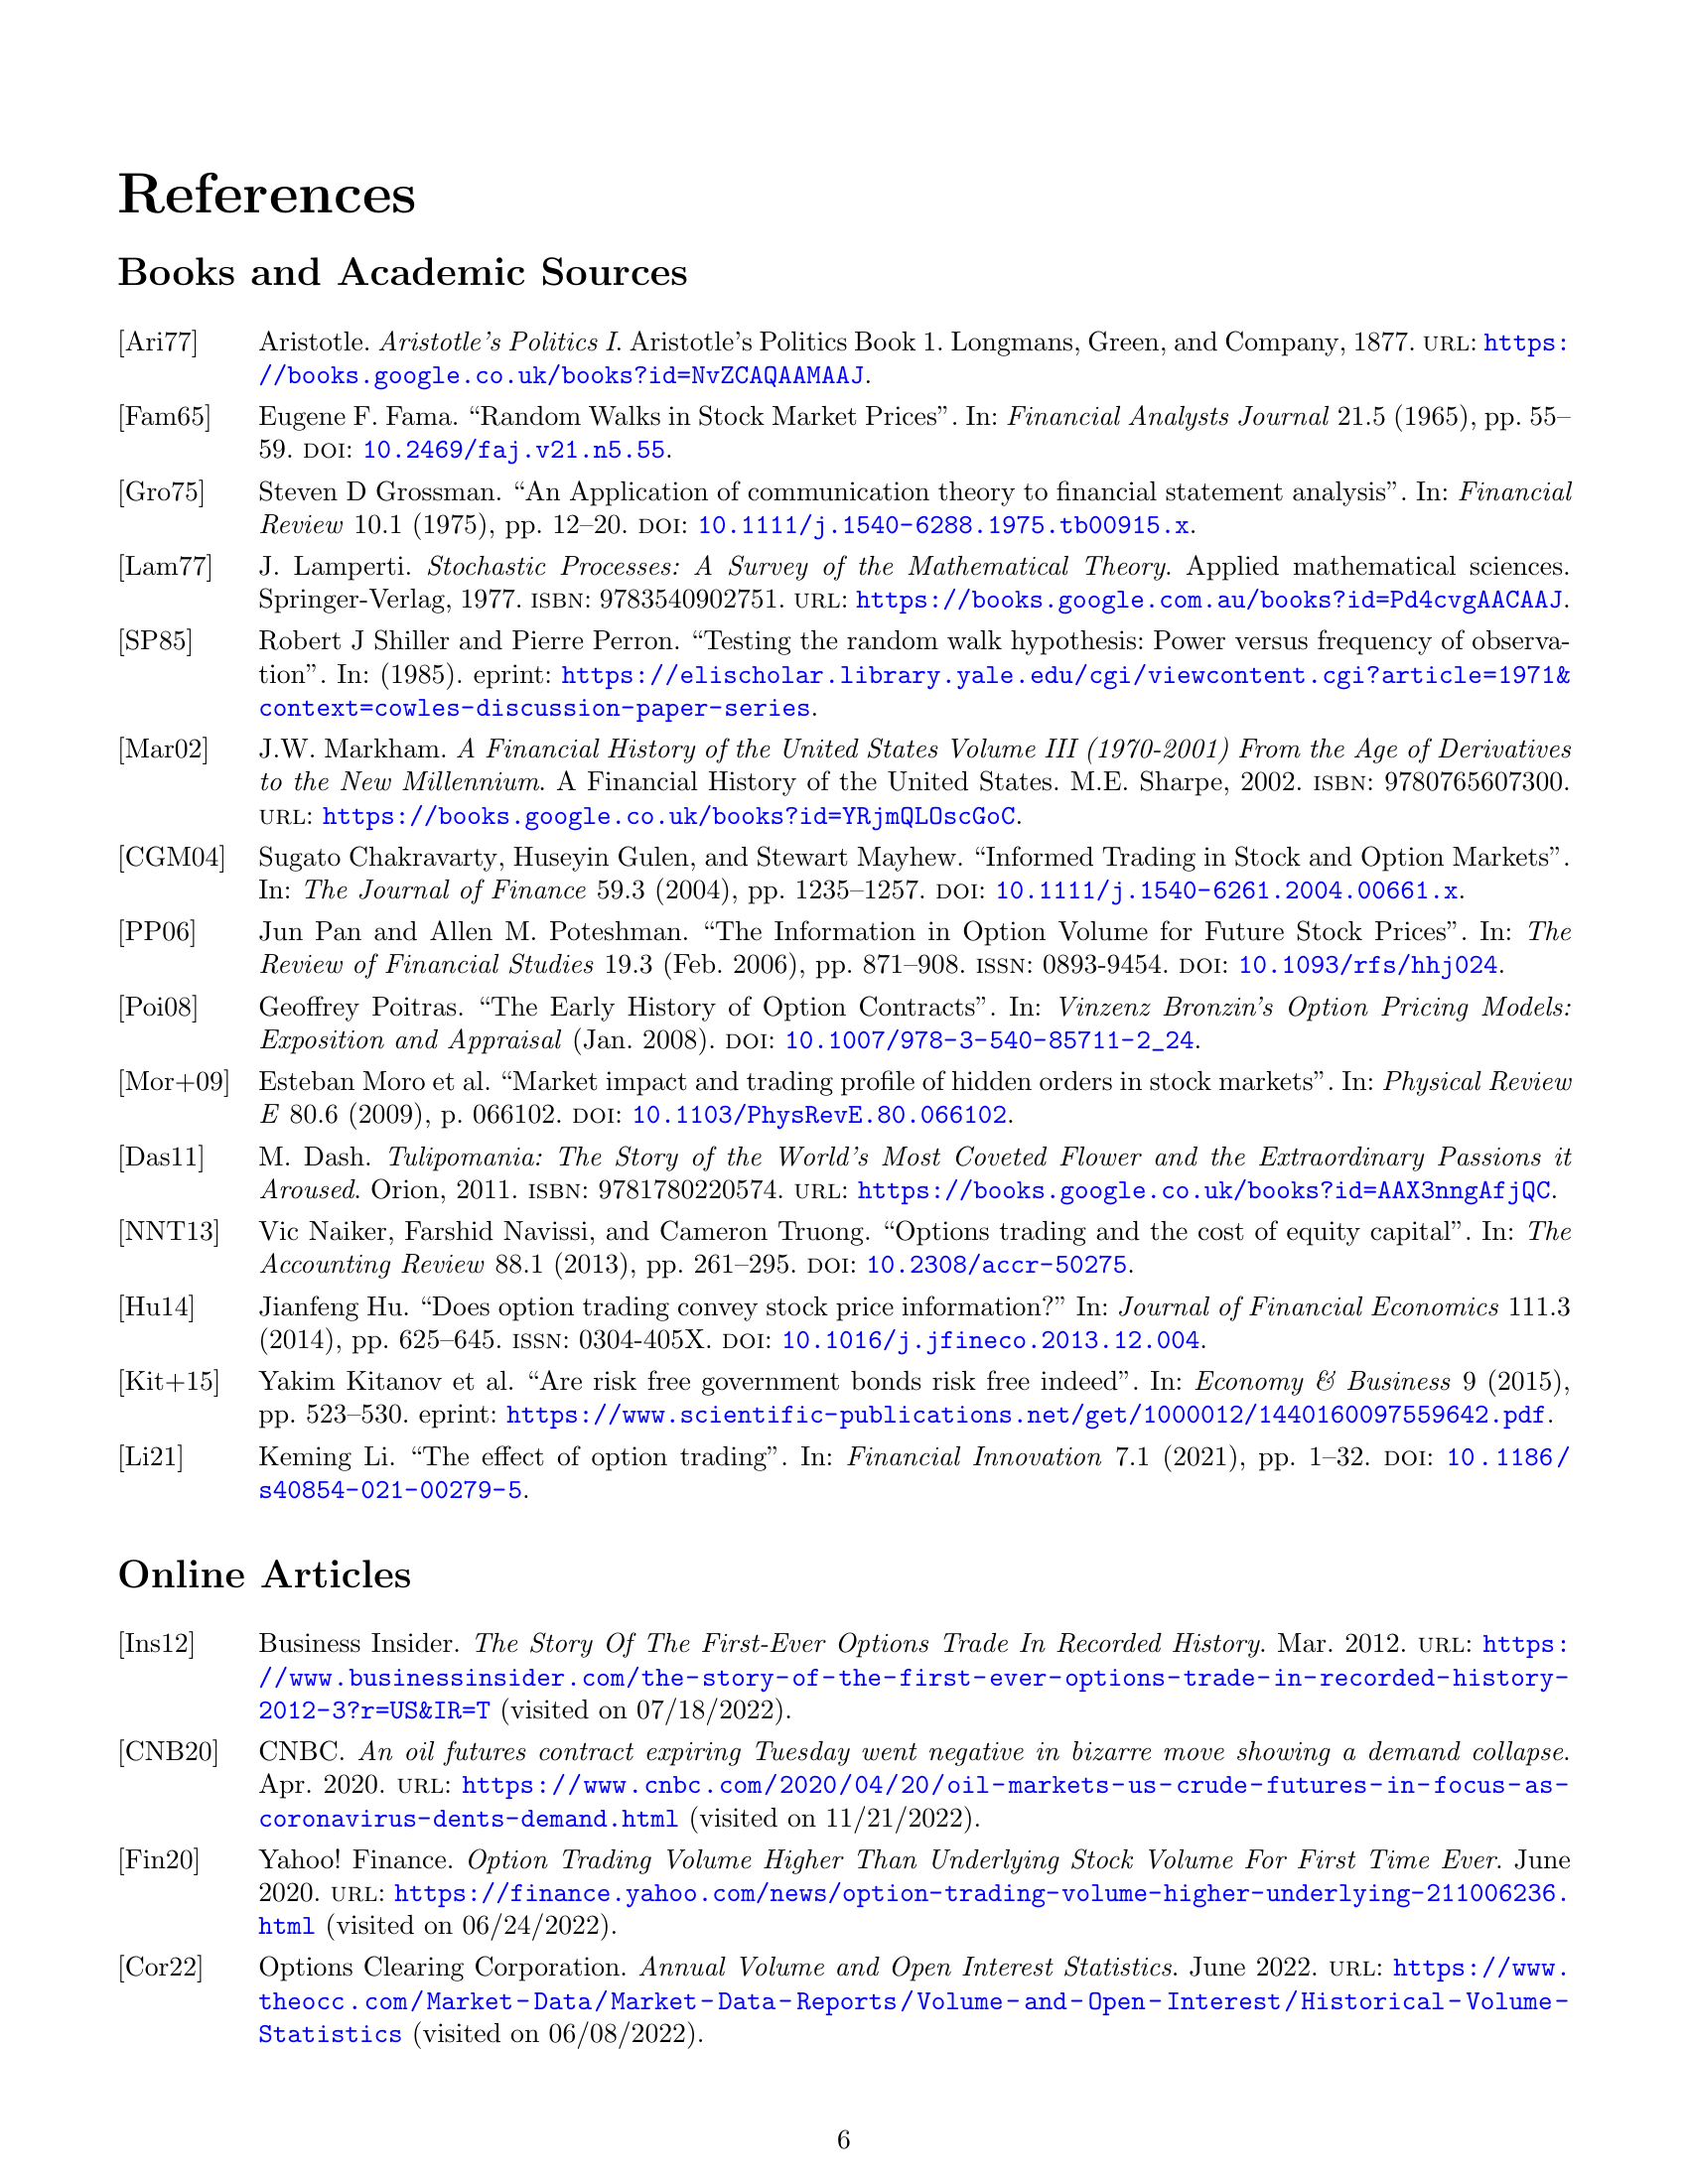 References
Books and Academic Sources
[Ari77] Aristotle. Aristotle's Politics I. Aristotle's Politics Book 1. Longmans, Green, and Company, 1877. URL: https:
//books.google.co.uk/books?id=NvZCAQAAMAAJ.
[Fam65] Eugene F. Fama. “Random Walks in Stock Market Prices”. In: Financial Analysts Journal 21.5 (1965), pp. 55–
59. DOI: 10.2469/faj.v21.n5.55.
[Gro75] Steven D Grossman. “An Application of communication theory to financial statement analysis”. In: Financial
Review 10.1 (1975), pp. 12–20. DOI: 10.1111/j.1540-6288.1975.tb00915.x.
[Lam77] J. Lamperti. Stochastic Processes: A Survey of the Mathematical Theory. Applied mathematical sciences.
Springer-Verlag, 1977. ISBN: 9783540902751. URL: https://books.google.com.au/books?id=Pd4cvgAACAAJ.
[SP85] Robert J Shiller and Pierre Perron. “Testing the random walk hypothesis: Power versus frequency of observa-
tion”. In: (1985). eprint: https://elischolar.library.yale.edu/cgi/viewcontent.cgi?article=1971&
context=cowles-discussion-paper-series.
[Mar02] J.W. Markham. A Financial History of the United States Volume III (1970-2001) From the Age of Derivatives
to the New Millennium. A Financial History of the United States. M.E. Sharpe, 2002. ISBN: 9780765607300.
URL: https://books.google.co.uk/books?id=YRjmQLOscGoC.
[CGM04] Sugato Chakravarty, Huseyin Gulen, and Stewart Mayhew. “Informed Trading in Stock and Option Markets”.
In: The Journal of Finance 59.3 (2004), pp. 1235–1257. DOI: 10.1111/j.1540-6261.2004.00661.x.
[PP06] Jun Pan and Allen M. Poteshman. “The Information in Option Volume for Future Stock Prices”. In: The
Review of Financial Studies 19.3 (Feb. 2006), pp. 871–908. ISSN: 0893-9454. DOI: 10.1093/rfs/hhj024.
[Poi08] Geoffrey Poitras. “The Early History of Option Contracts”. In: Vinzenz Bronzin's Option Pricing Models:
Exposition and Appraisal (Jan. 2008). DOI: 10.1007/978-3-540-85711-2_24.
[Mor+09] Esteban Moro et al. “Market impact and trading profile of hidden orders in stock markets”. In: Physical Review
E 80.6 (2009), p. 066102. DOI: 10.1103/PhysRevE.80.066102.
[Das11] M. Dash. Tulipomania: The Story of the World's Most Coveted Flower and the Extraordinary Passions it
Aroused. Orion, 2011. ISBN: 9781780220574. URL: https://books.google.co.uk/books?id=AAX3nngAfjQC.
[NNT13] Vic Naiker, Farshid Navissi, and Cameron Truong. “Options trading and the cost of equity capital”. In: The
Accounting Review 88.1 (2013), pp. 261–295. DOI: 10.2308/accr-50275.
[Hu14] Jianfeng Hu. “Does option trading convey stock price information?” In: Journal of Financial Economics 111.3
(2014), pp. 625–645. ISSN: 0304-405X. DOI: 10.1016/j.jfineco.2013.12.004.
[Kit+15] Yakim Kitanov et al. “Are risk free government bonds risk free indeed”. In: Economy & Business 9 (2015),
pp. 523–530. eprint: https://www.scientific-publications.net/get/1000012/1440160097559642.pdf.
[Li21] Keming Li. “The effect of option trading”. In: Financial Innovation 7.1 (2021), pp. 1–32. DOI: 10.1186/
s40854-021-00279-5.
Online Articles
[Ins12] Business Insider. The Story Of The First-Ever Options Trade In Recorded History. Mar. 2012. URL: https:
//www.businessinsider.com/the-story-of-the-first-ever-options-trade-in-recorded-history-
2012-3?r=US&IR=T (visited on 07/18/2022).
[CNB20] CNBC. An oil futures contract expiring Tuesday went negative in bizarre move showing a demand collapse.
Apr. 2020. URL: https://www.cnbc.com/2020/04/20/oil-markets-us-crude-futures-in-focus-as-
coronavirus-dents-demand.html (visited on 11/21/2022).
[Fin20] Yahoo! Finance. Option Trading Volume Higher Than Underlying Stock Volume For First Time Ever. June
2020. URL: https://finance.yahoo.com/news/option-trading-volume-higher-underlying-211006236.
html (visited on 06/24/2022).
[Cor22] Options Clearing Corporation. Annual Volume and Open Interest Statistics. June 2022. URL: https://www.
theocc.com/Market-Data/Market-Data-Reports/Volume-and-Open-Interest/Historical-Volume-
Statistics (visited on 06/08/2022).
6